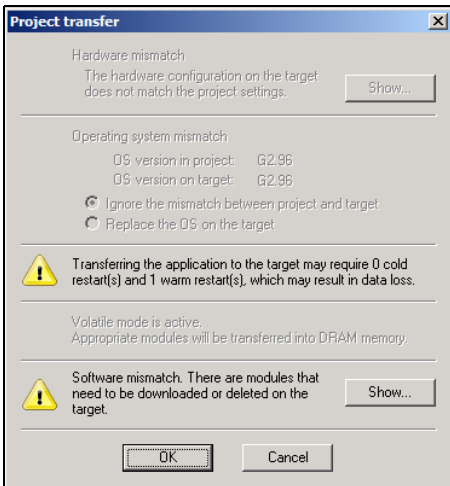 Project transfer
Hardware mismatch
The hardware configuration on the target
does not match the project settings.
Show...
Operating system mismatch
OS version in project: G2.96
OS version on target: G2.96
Ignore the mismatch between project and target
Replace the OS on the target
Transferring the application to the target may require 0 cold
restart(s) and 1 warm restart(s), which may result in data loss.
Volatile mode is active.
Appropriate modules will be transferred into DRAM memory.
Software mismatch. There are modules that
need to be downloaded or deleted on the
target.
Show...
OK
Cancel